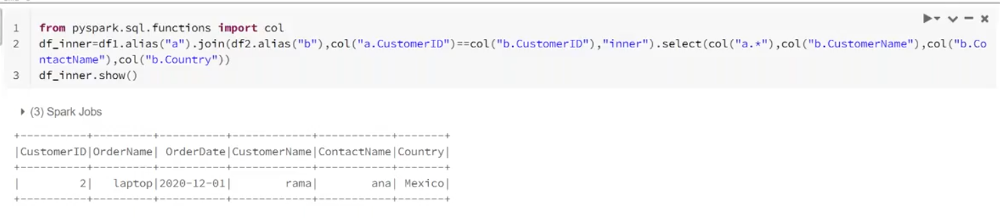 1 from pyspark.sql.functions import col
2 df_inner=df1.alias("a").join(df2.alias("b"),col("a.CustomerID")==col("b.CustomerID"),"inner").select(col("a.*"),col("b.CustomerName"),col("b.Co
ntactName"),col("b.Country"))
3 df_inner.show()
(3) Spark Jobs
+----------+---------+----------+------------+-----------+-------+
|CustomerID|OrderName| OrderDate|CustomerName|ContactName|Country|
+----------+---------+----------+------------+-----------+-------+
|         2|   laptop|2020-12-01|        rama|        ana| Mexico|
+----------+---------+----------+------------+-----------+-------+